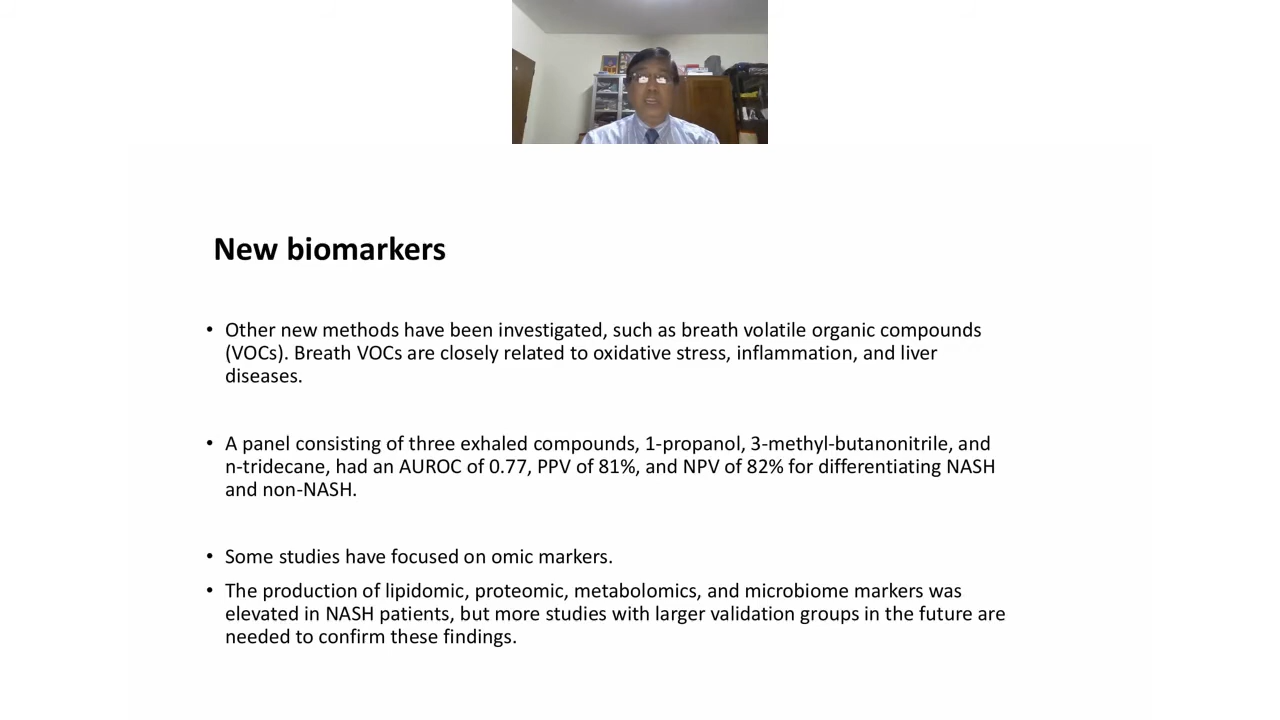 New biomarkers
• Other new methods have been investigated, such as breath volatile organic compounds
(VOCs). Breath VOCs are closely related to oxidative stress, inflammation, and liver
diseases.
• A panel consisting of three exhaled compounds, 1-propanol, 3-methyl-butanonitrile, and
n-tridecane, had an AUROC of 0.77, PPV of 81%, and NPV of 82% for differentiating NASH
and non-NASH.
• Some studies have focused on omic markers.
• The production of lipidomic, proteomic, metabolomics, and microbiome markers was
elevated in NASH patients, but more studies with larger validation groups in the future are
needed to confirm these findings.